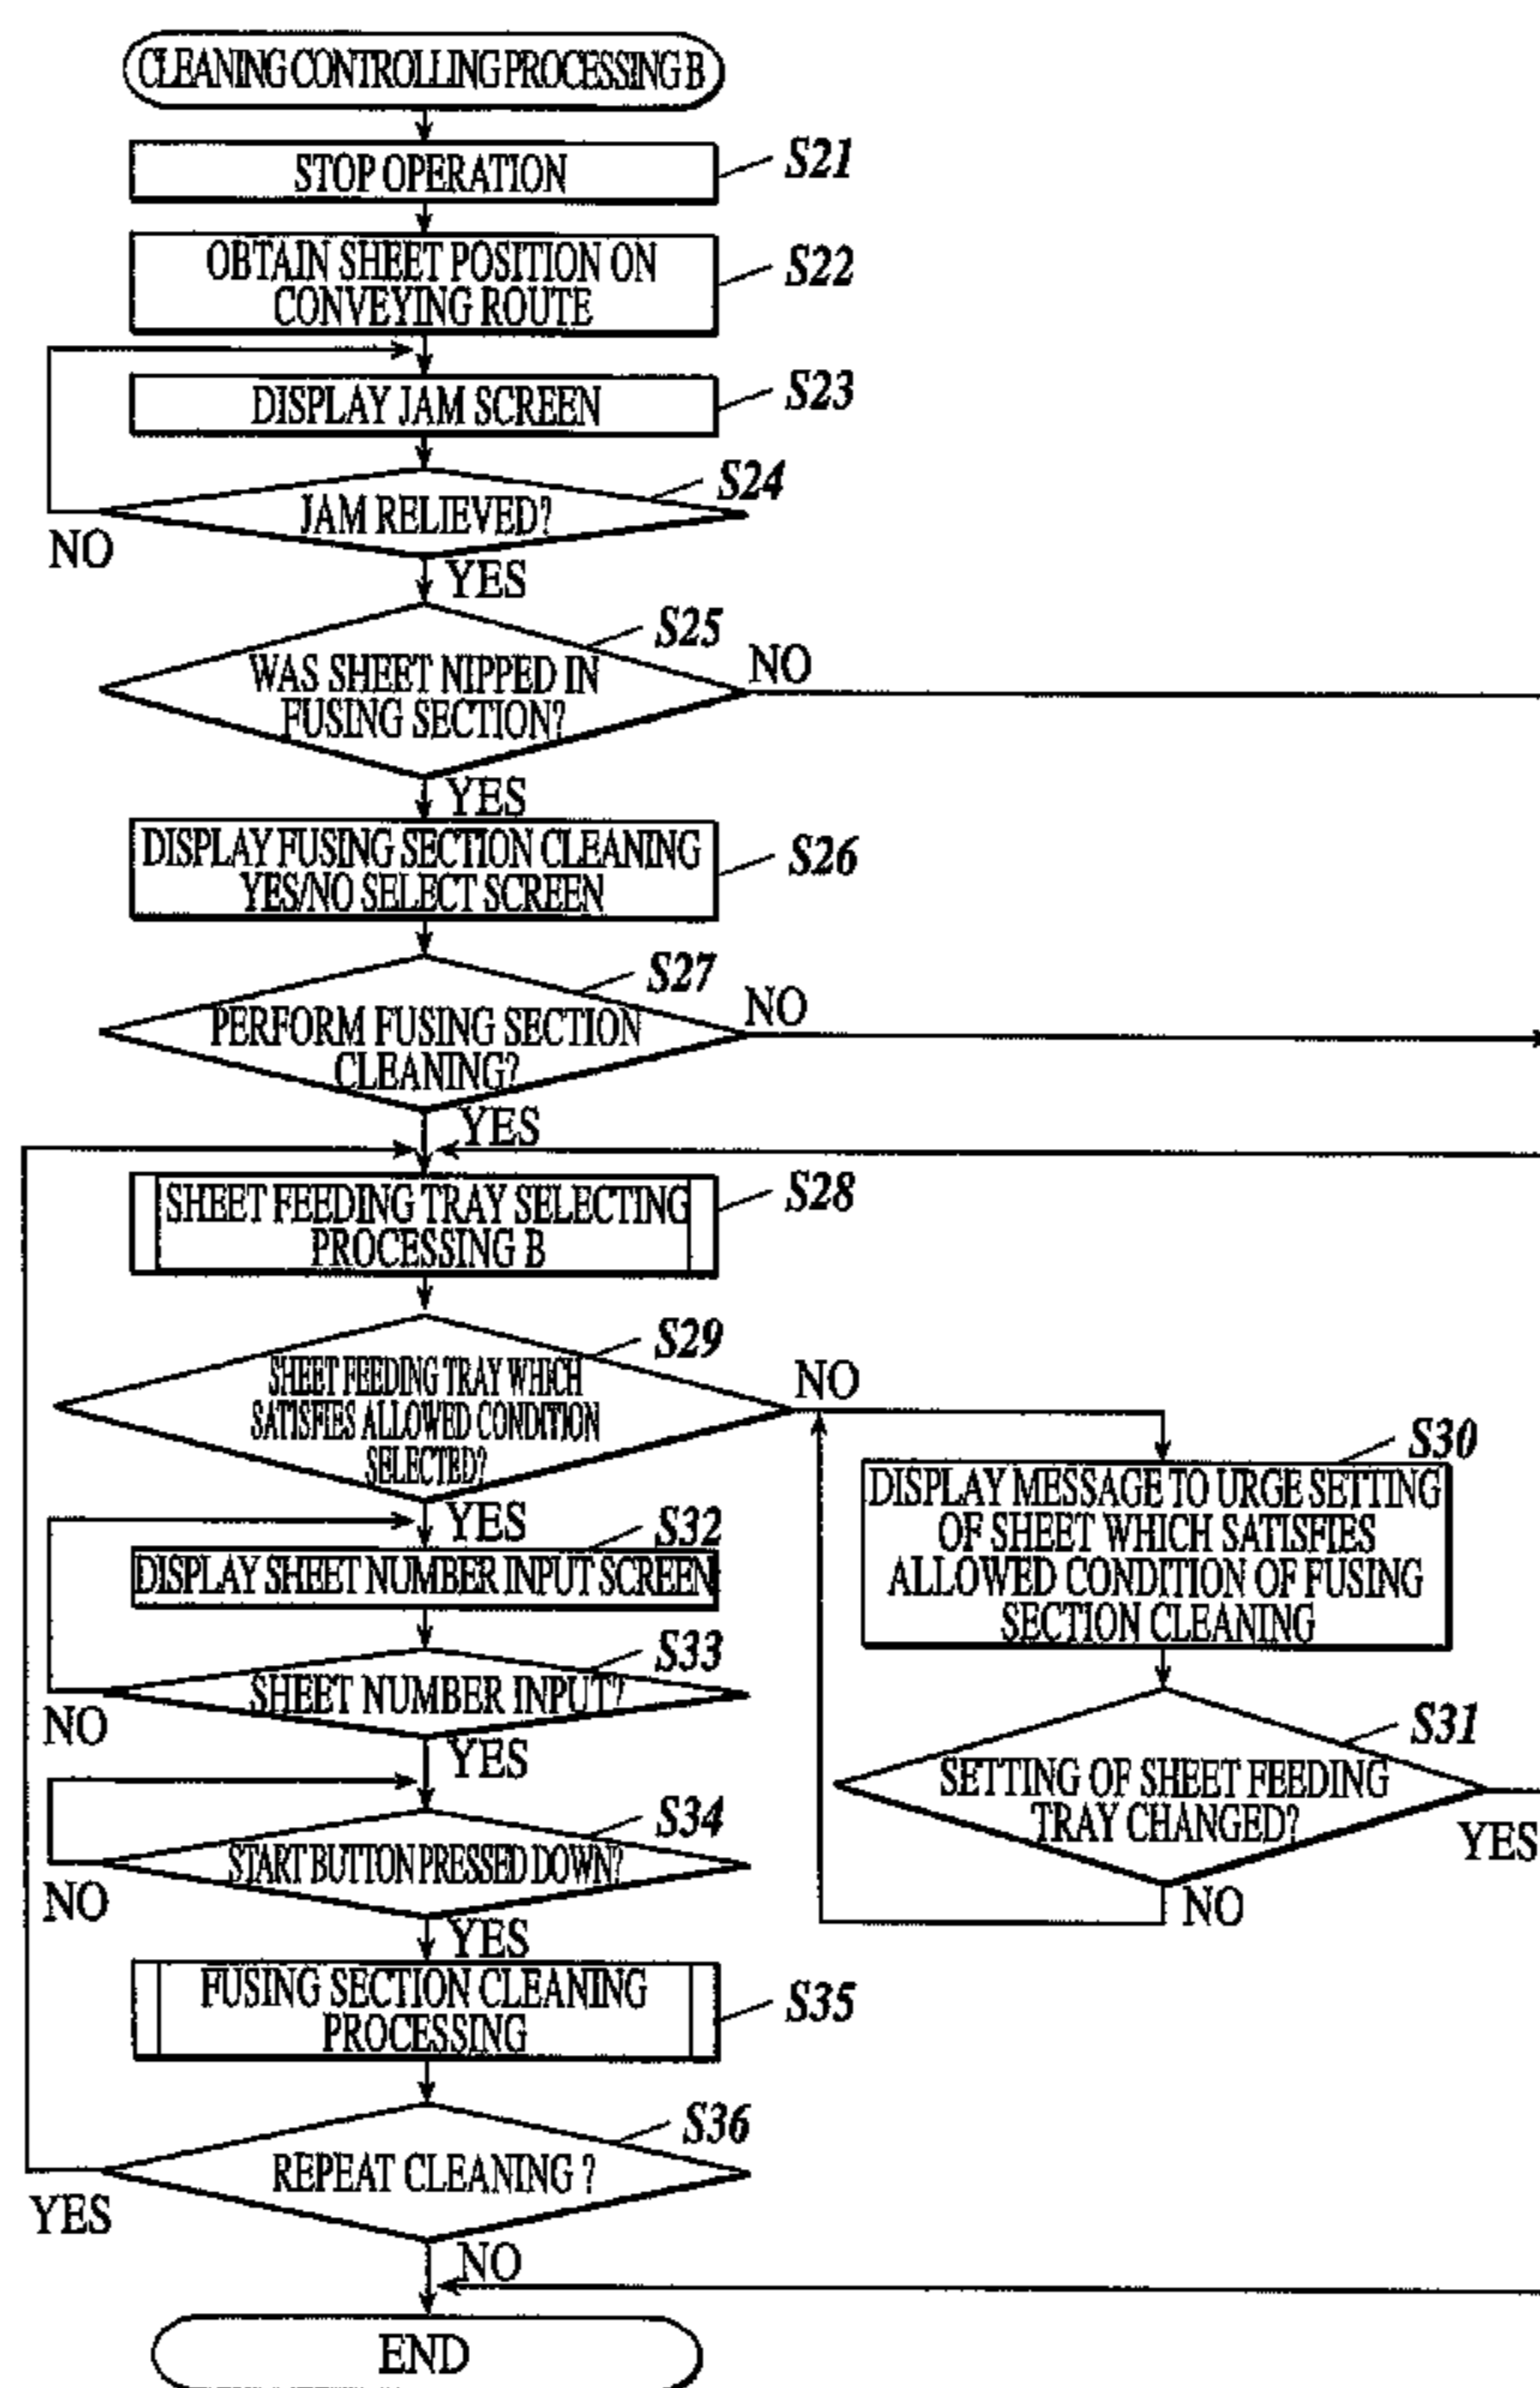 CLEANING CONTROLLING PROCESSING B
STOP OPERATION
S21
OBTAIN SHEET POSITION ON
CONVEYING ROUTE
S22
DISPLAY JAM SCREEN
S23
JAM RELIEVED?
S24
NO
YES
WAS SHEET NIPPED IN
FUSING SECTION?
S25
NO
YES
DISPLAY FUSING SECTION CLEANING
YES/NO SELECT SCREEN
S26
PERFORM FUSING SECTION
CLEANING?
S27
NO
YES
SHEET FEEDING TRAY SELECTING
PROCESSING B
S28
SHEET FEEDING TRAY WHICH
SATISFIES ALLOWED CONDITION
SELECTED?
S29
NO
YES
DISPLAY MESSAGE TO URGE SETTING
OF SHEET WHICH SATISFIES
ALLOWED CONDITION OF FUSING
SECTION CLEANING
S30
SETTING OF SHEET FEEDING
TRAY CHANGED?
S31
YES
NO
DISPLAY SHEET NUMBER INPUT SCREEN
S32
SHEET NUMBER INPUT?
S33
NO
YES
START BUTTON PRESSED DOWN?
S34
NO
YES
FUSING SECTION CLEANING
PROCESSING
S35
REPEAT CLEANING ?
S36
YES
NO
END